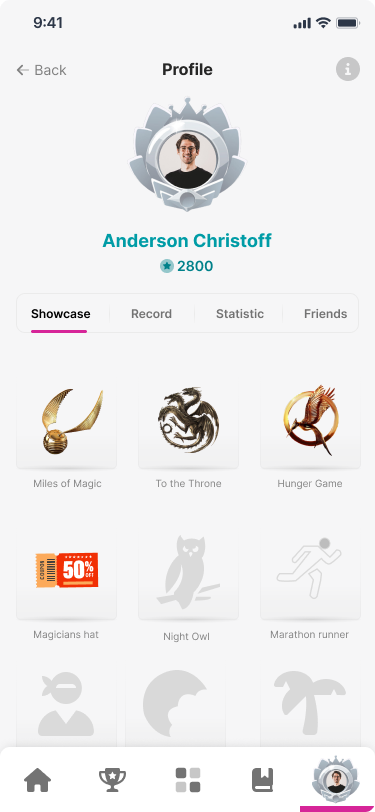 9:41
Back
Profile
Anderson Christoff
2800
Showcase
Record
Statistic
Friends
Miles of Magic
To the Throne
Hunger Game
COUPON
50%
OFF
Magicians hat
Night Owl
Marathon runner